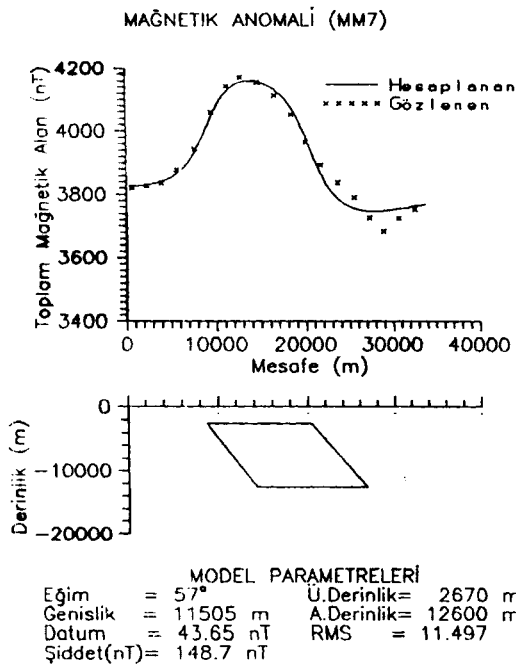 MAĞNETIK ANOMALİ (MM7)
Toplam Mağnetik Alan (nT)
4200
4000
3800
3600
3400
Hesaplanan
Gözlenen
0 10000 20000 30000 40000
Mesafe (m)
Derinlik (m)
0
-10000
-20000
MODEL PARAMETRELERİ
Eğim = 57° Ü.Derinlik= 2670 m
Genislik = 11505 m A.Derinlik= 12600 m
Datum = 43.65 nT RMS = 11.497
Şiddet(nT)= 148.7 nT